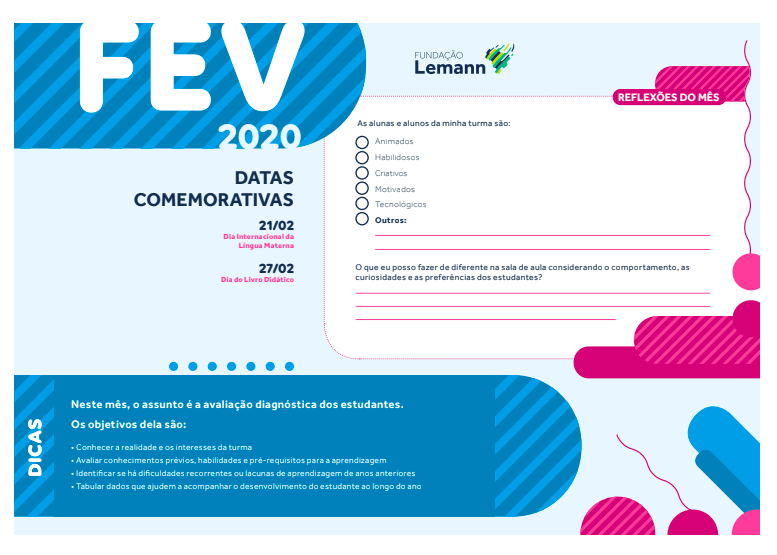 FEV
2020
FUNDAÇÃO
Lemann
REFLEXÕES DO MÊS
DATAS
COMEMORATIVAS
21/02
Dia Internacional da
Língua Materna
27/02
Dia do Livro Didático
As alunas e alunos da minha turma são:
Animados
Habilidosos
Criativos
Motivados
Tecnológicos
Outros:
O que eu posso fazer de diferente na sala de aula considerando o comportamento, as
curiosidades e as preferências dos estudantes?
DICAS
Neste mês, o assunto é a avaliação diagnóstica dos estudantes.
Os objetivos dela são:
• Conhecer a realidade e os interesses da turma
• Avaliar conhecimentos prévios, habilidades e pré-requisitos para a aprendizagem
• Identificar se há dificuldades recorrentes ou lacunas de aprendizagem de anos anteriores
• Tabular dados que ajudem a acompanhar o desenvolvimento do estudante ao longo do ano